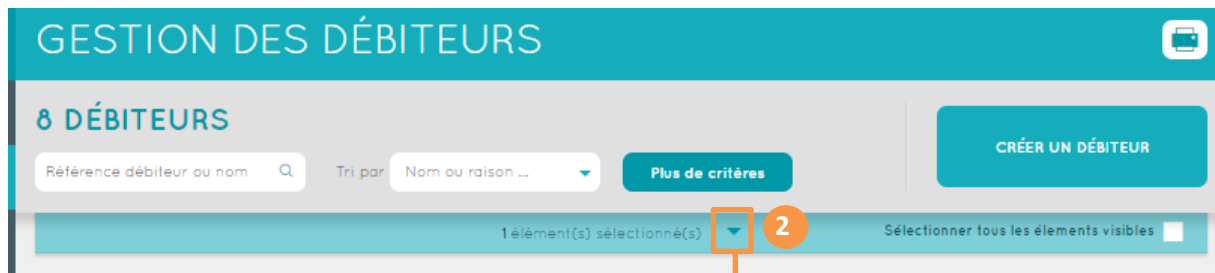 GESTION DES DÉBITEURS
8 DÉBITEURS
CRÉER UN DÉBITEUR
Référence débiteur ou nom Tri par Nom ou raison ... Plus de critères
1 élément(s) sélectionné(s) 2 Sélectionner tous les élements visibles